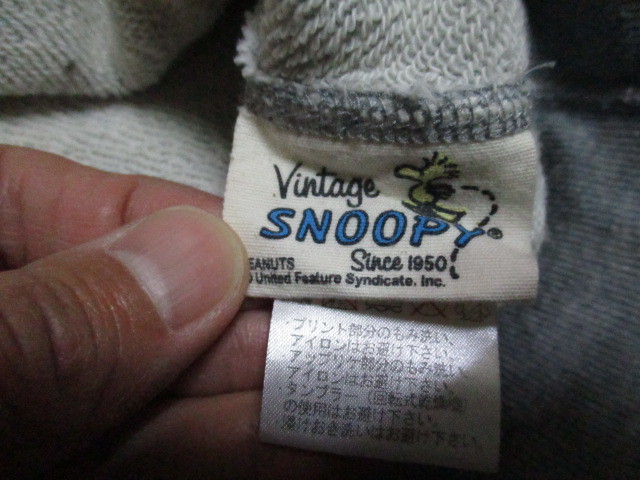 Vintage
SNOOPY®
Since 1950
EANUTS
United Feature Syndicate, Inc.
プリント部分のもみ洗い、
アイロンはお避け下さい。
アップリケ部分のもみ洗い、
アイロンはお避け下さい。
タンブラー（回転式乾燥機）
の使用はお避け下さい。
漬けおき洗いはお避け下さい。